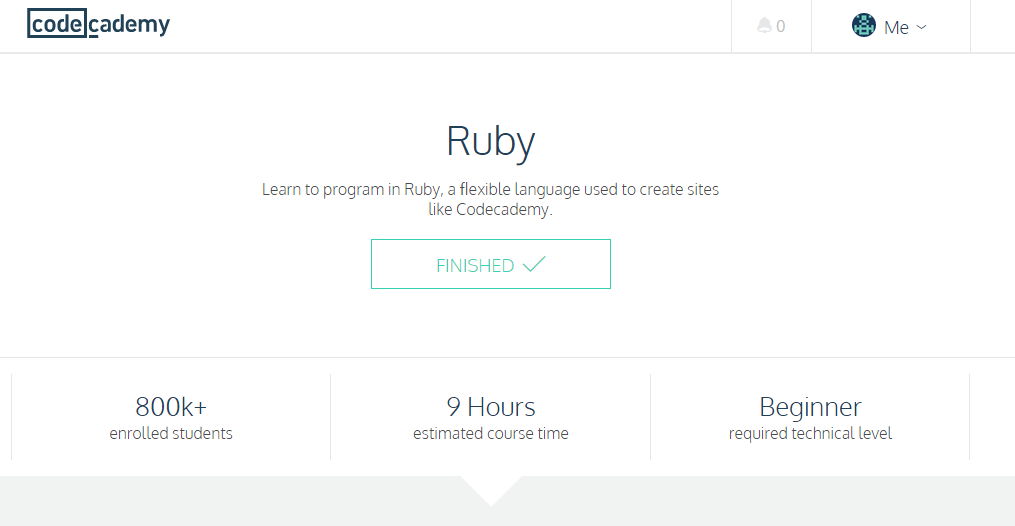 codecademy
0
Me
Ruby
Learn to program in Ruby, a flexible language used to create sites
like Codecademy.
FINISHED
800k+
enrolled students
9 Hours
estimated course time
Beginner
required technical level